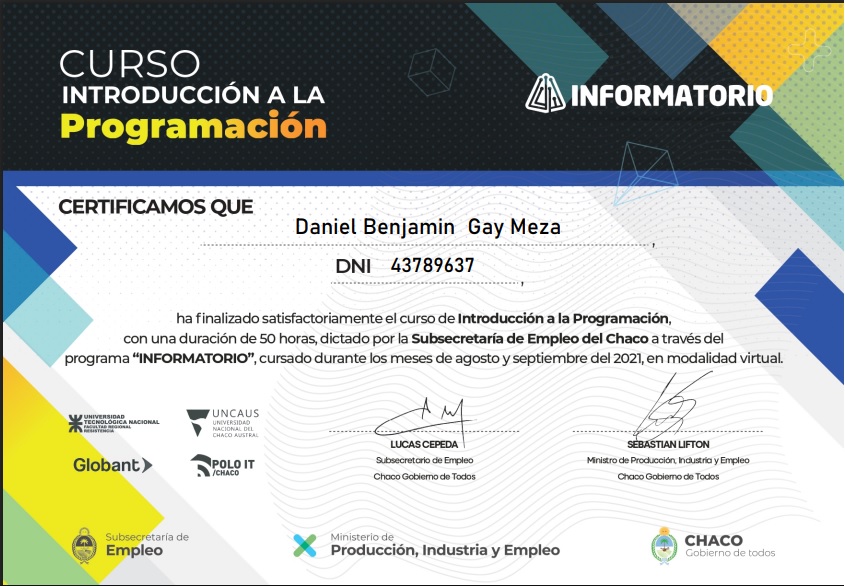 CURSO
INTRODUCCIÓN A LA
Programación
INFORMATORIO
CERTIFICAMOS QUE
Daniel Benjamin Gay Meza
,
DNI 43789637
,
ha finalizado satisfactoriamente el curso de Introducción a la Programación,
con una duración de 50 horas, dictado por la Subsecretaría de Empleo del Chaco a través del
programa “INFORMATORIO”, cursado durante los meses de agosto y septiembre del 2021, en modalidad virtual.
UNIVERSIDAD
TECNOLÓGICA NACIONAL
FACULTAD REGIONAL
RESISTENCIA
UNCAUS
UNIVERSIDAD
NACIONAL DEL
CHACO AUSTRAL
Globant
POLO IT
/CHACO
LUCAS CEPEDA
Subsecretario de Empleo
Chaco Gobierno de Todos
SEBASTIAN LIFTON
Ministro de Producción, Industria y Empleo
Chaco Gobierno de Todos
Subsecretaría de
Empleo
Ministerio de
Producción, Industria y Empleo
CHACO
Gobierno de todos